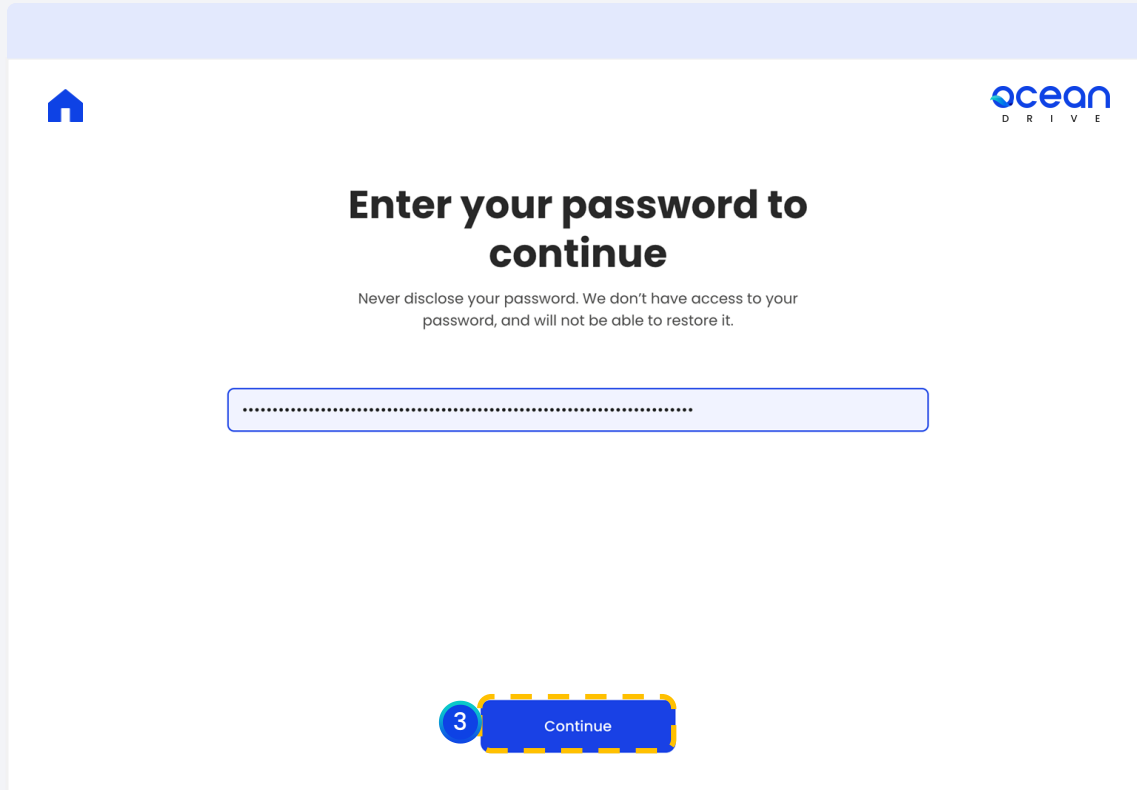 ocean
DRIVE
Enter your password to
continue
Never disclose your password. We don’t have access to your
password, and will not be able to restore it.
••••••••••••••••••••••••••••••••••••••••••••••••••••••••••••••••••••••••••
3
Continue